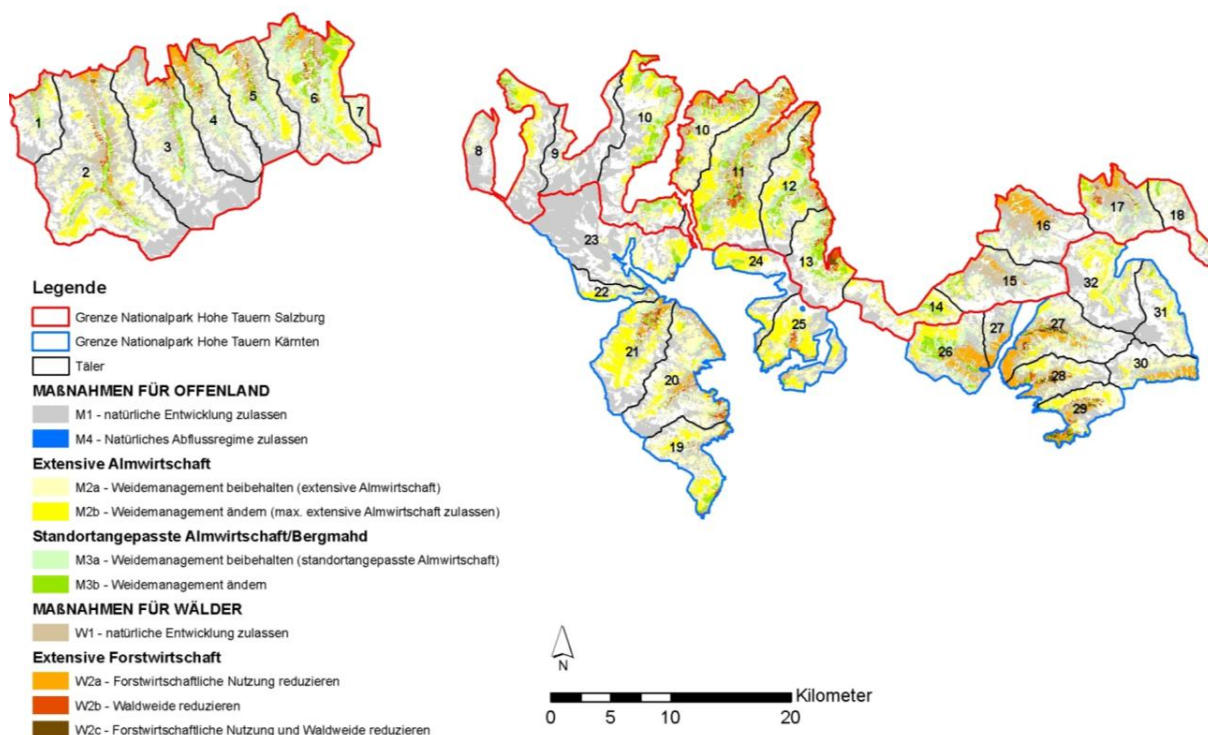 1
2
3
4
5
6
7
8
9
10
10
11
12
13
14
15
16
17
18
19
20
21
22
23
24
25
26
27
27
28
29
30
31
32
Legende
Grenze Nationalpark Hohe Tauern Salzburg
Grenze Nationalpark Hohe Tauern Kärnten
Täler
MAßNAHMEN FÜR OFFENLAND
M1 - natürliche Entwicklung zulassen
M4 - Natürliches Abflussregime zulassen
Extensive Almwirtschaft
M2a - Weidemanagement beibehalten (extensive Almwirtschaft)
M2b - Weidemanagement ändern (max. extensive Almwirtschaft zulassen)
Standortangepasste Almwirtschaft/Bergmahd
M3a - Weidemanagement beibehalten (standortangepasste Almwirtschaft)
M3b - Weidemanagement ändern
MAßNAHMEN FÜR WÄLDER
W1 - natürliche Entwicklung zulassen
Extensive Forstwirtschaft
W2a - Forstwirtschaftliche Nutzung reduzieren
W2b - Waldweide reduzieren
W2c - Forstwirtschaftliche Nutzung und Waldweide reduzieren
N
Kilometer
0 5 10 20